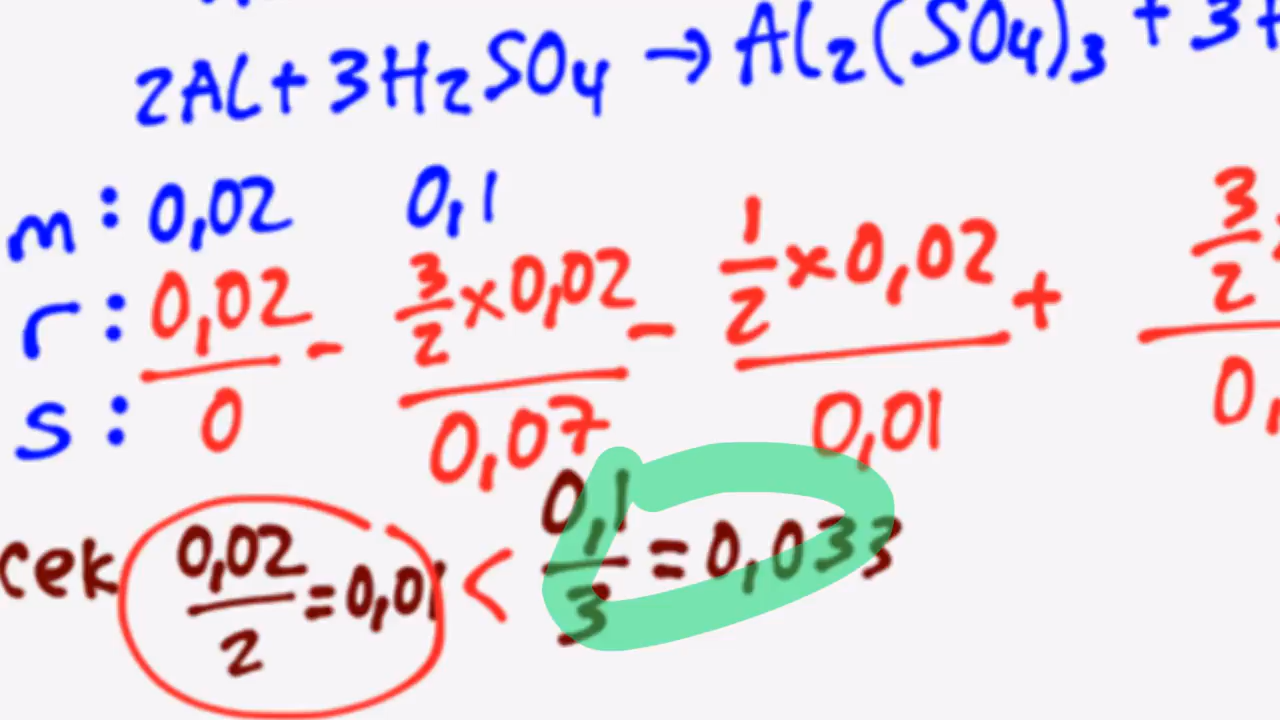 2Al + 3H₂SO₄ → Al₂(SO₄)₃ + 3
m : 0,02 0,1
r : 0,02 - 3/2 x 0,02 - 1/2 x 0,02 + 3/2
s : 0 0,07 0,01 0,
cek 0,02/2 = 0,01 < 0,1/3 = 0,033